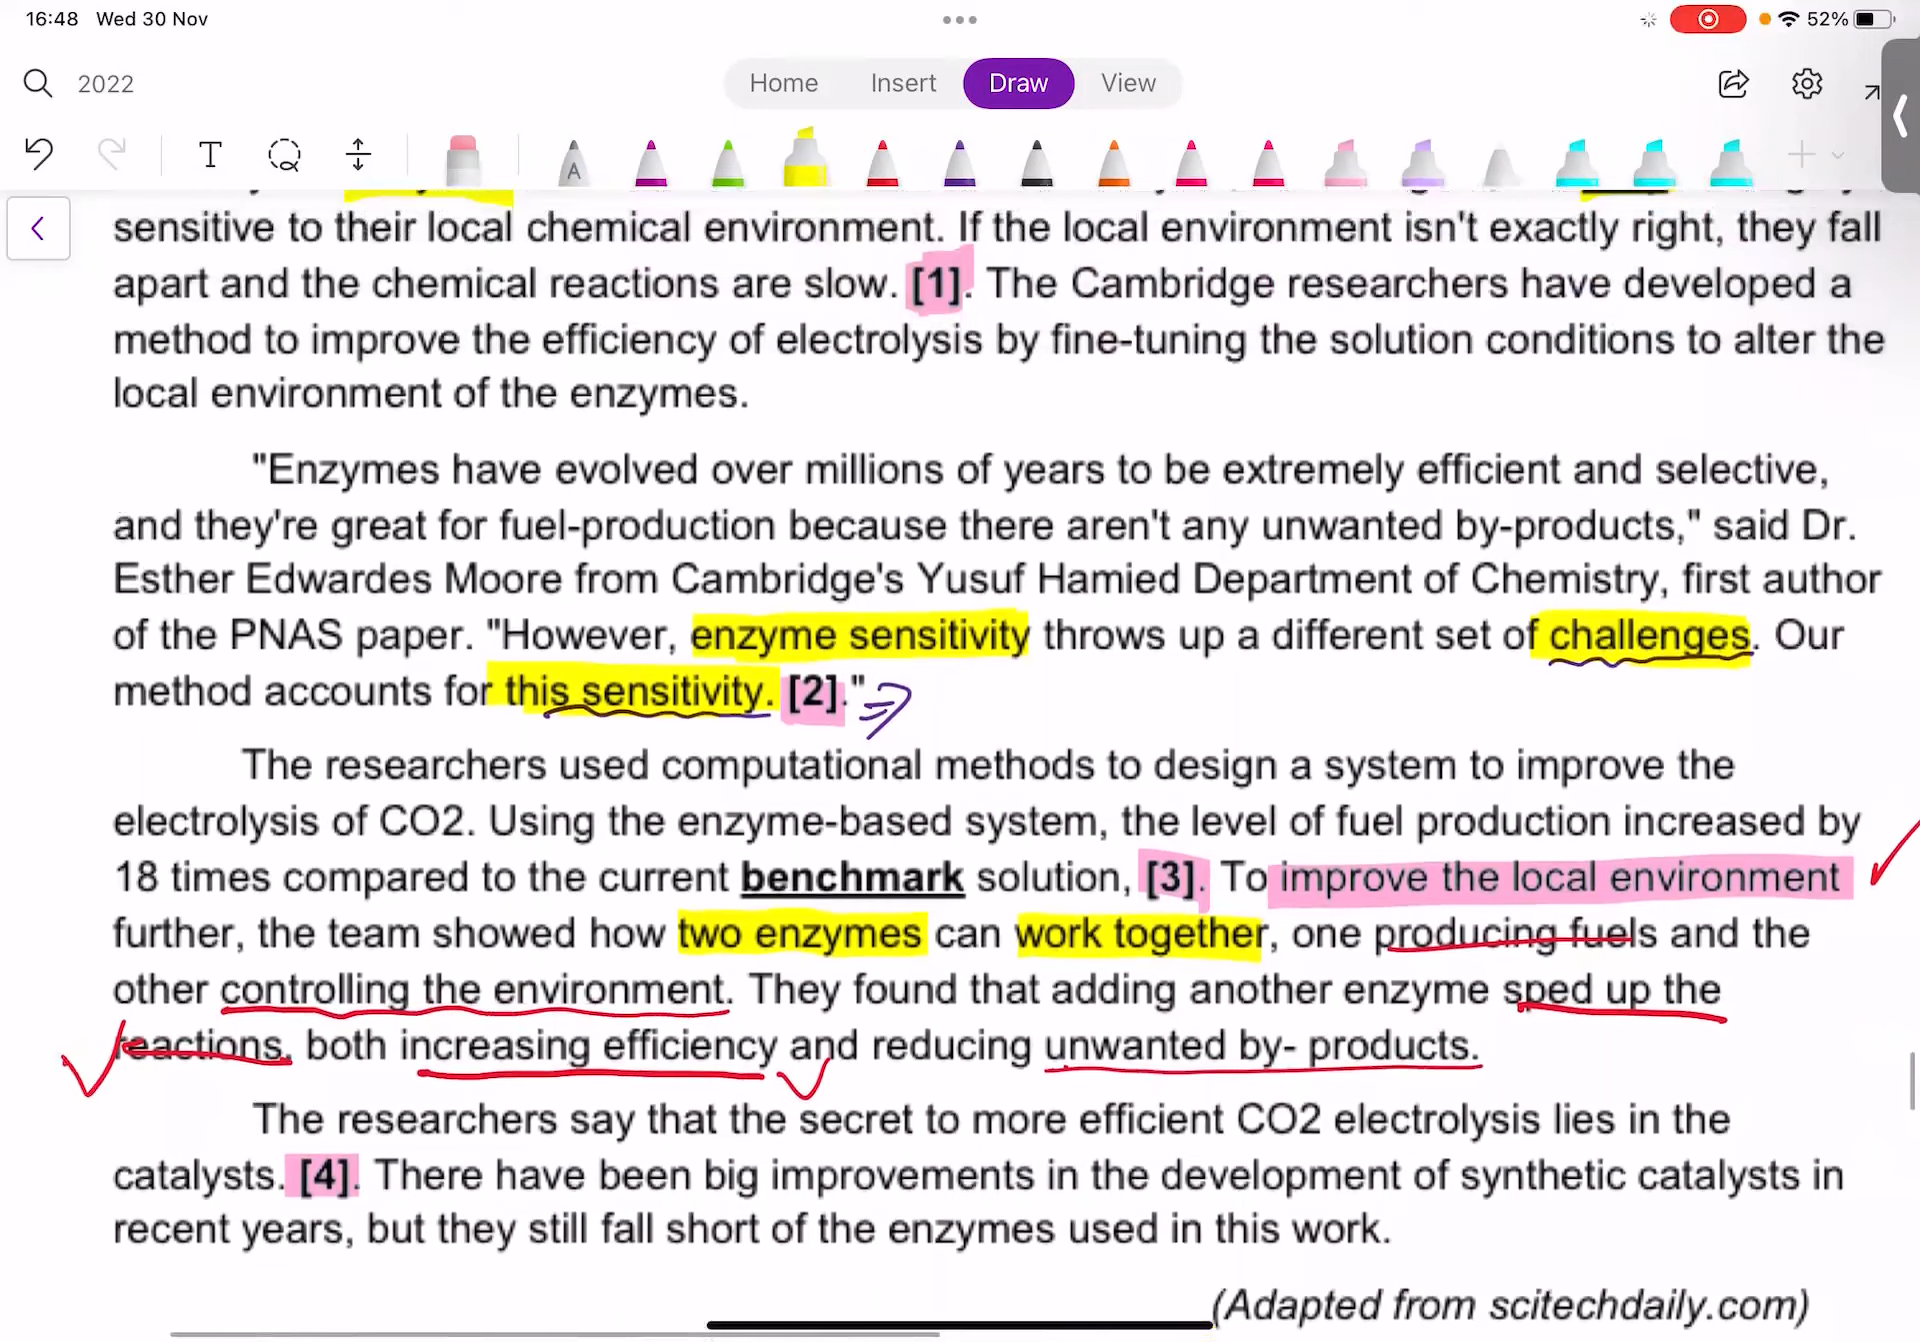 16:48 Wed 30 Nov
52%
2022
Home Insert Draw View
T
A
sensitive to their local chemical environment. If the local environment isn't exactly right, they fall
apart and the chemical reactions are slow. [1]. The Cambridge researchers have developed a
method to improve the efficiency of electrolysis by fine-tuning the solution conditions to alter the
local environment of the enzymes.
"Enzymes have evolved over millions of years to be extremely efficient and selective,
and they're great for fuel-production because there aren't any unwanted by-products," said Dr.
Esther Edwardes Moore from Cambridge's Yusuf Hamied Department of Chemistry, first author
of the PNAS paper. "However, enzyme sensitivity throws up a different set of challenges. Our
method accounts for this sensitivity. [2]."
The researchers used computational methods to design a system to improve the
electrolysis of CO2. Using the enzyme-based system, the level of fuel production increased by
18 times compared to the current benchmark solution, [3]. To improve the local environment
further, the team showed how two enzymes can work together, one producing fuels and the
other controlling the environment. They found that adding another enzyme sped up the
reactions, both increasing efficiency and reducing unwanted by- products.
The researchers say that the secret to more efficient CO2 electrolysis lies in the
catalysts. [4]. There have been big improvements in the development of synthetic catalysts in
recent years, but they still fall short of the enzymes used in this work.
(Adapted from scitechdaily.com)